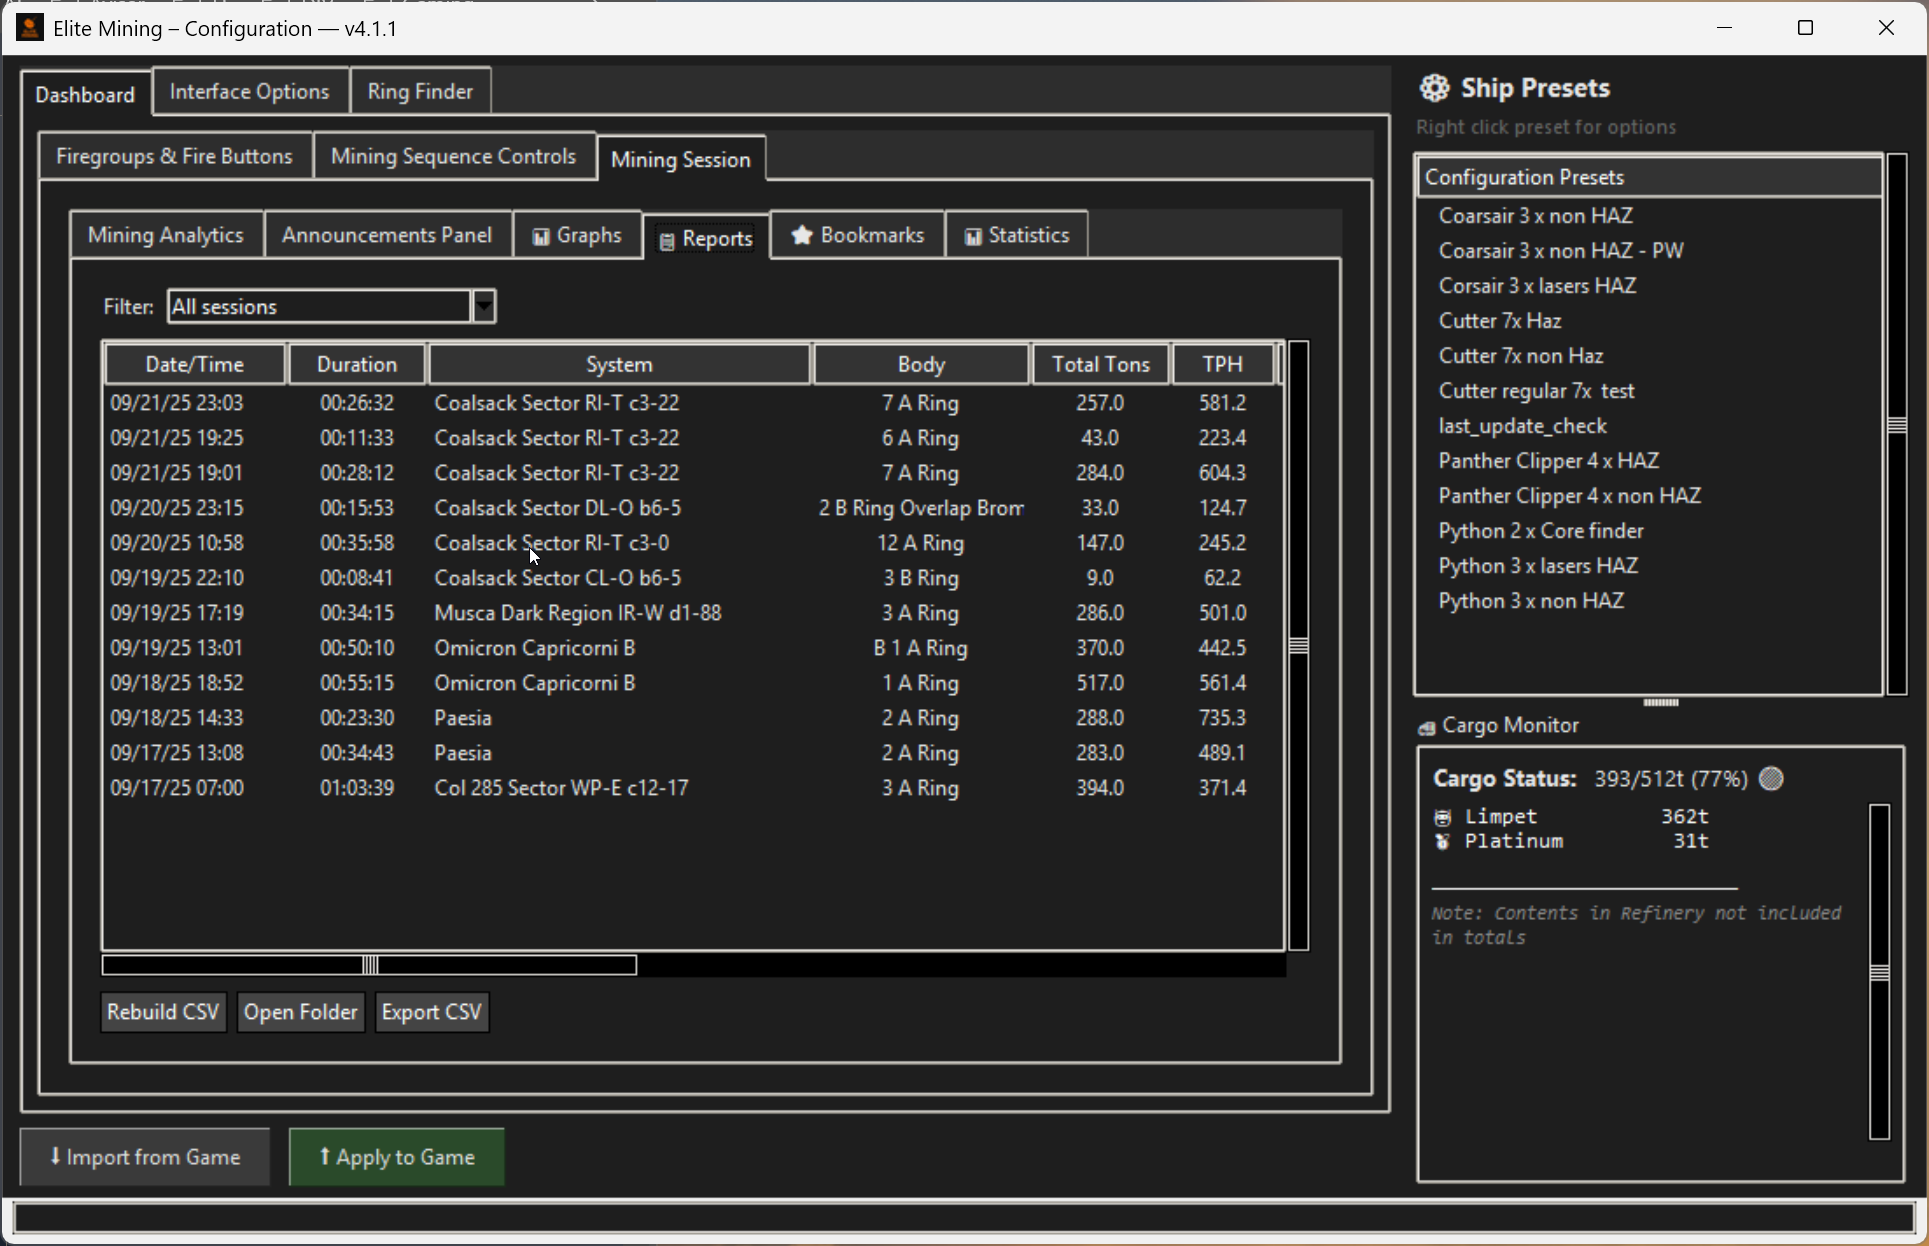 Elite Mining – Configuration — v4.1.1
Dashboard
Interface Options
Ring Finder
Firegroups & Fire Buttons
Mining Sequence Controls
Mining Session
Mining Analytics
Announcements Panel
Graphs
Reports
Bookmarks
Statistics
Filter: All sessions
Date/Time Duration System Body Total Tons TPH
09/21/25 23:03 00:26:32 Coalsack Sector RI-T c3-22 7 A Ring 257.0 581.2
09/21/25 19:25 00:11:33 Coalsack Sector RI-T c3-22 6 A Ring 43.0 223.4
09/21/25 19:01 00:28:12 Coalsack Sector RI-T c3-22 7 A Ring 284.0 604.3
09/20/25 23:15 00:15:53 Coalsack Sector DL-O b6-5 2 B Ring Overlap Brom 33.0 124.7
09/20/25 10:58 00:35:58 Coalsack Sector RI-T c3-0 12 A Ring 147.0 245.2
09/19/25 22:10 00:08:41 Coalsack Sector CL-O b6-5 3 B Ring 9.0 62.2
09/19/25 17:19 00:34:15 Musca Dark Region IR-W d1-88 3 A Ring 286.0 501.0
09/19/25 13:01 00:50:10 Omicron Capricorni B B 1 A Ring 370.0 442.5
09/18/25 18:52 00:55:15 Omicron Capricorni B 1 A Ring 517.0 561.4
09/18/25 14:33 00:23:30 Paesia 2 A Ring 288.0 735.3
09/17/25 13:08 00:34:43 Paesia 2 A Ring 283.0 489.1
09/17/25 07:00 01:03:39 Col 285 Sector WP-E c12-17 3 A Ring 394.0 371.4
Rebuild CSV
Open Folder
Export CSV
Import from Game
Apply to Game
Ship Presets
Right click preset for options
Configuration Presets
Coarsair 3 x non HAZ
Coarsair 3 x non HAZ - PW
Corsair 3 x lasers HAZ
Cutter 7x Haz
Cutter 7x non Haz
Cutter regular 7x  test
last_update_check
Panther Clipper 4 x HAZ
Panther Clipper 4 x non HAZ
Python 2 x Core finder
Python 3 x lasers HAZ
Python 3 x non HAZ
Cargo Monitor
Cargo Status: 393/512t (77%)
Limpet 362t
Platinum 31t
Note: Contents in Refinery not included
in totals